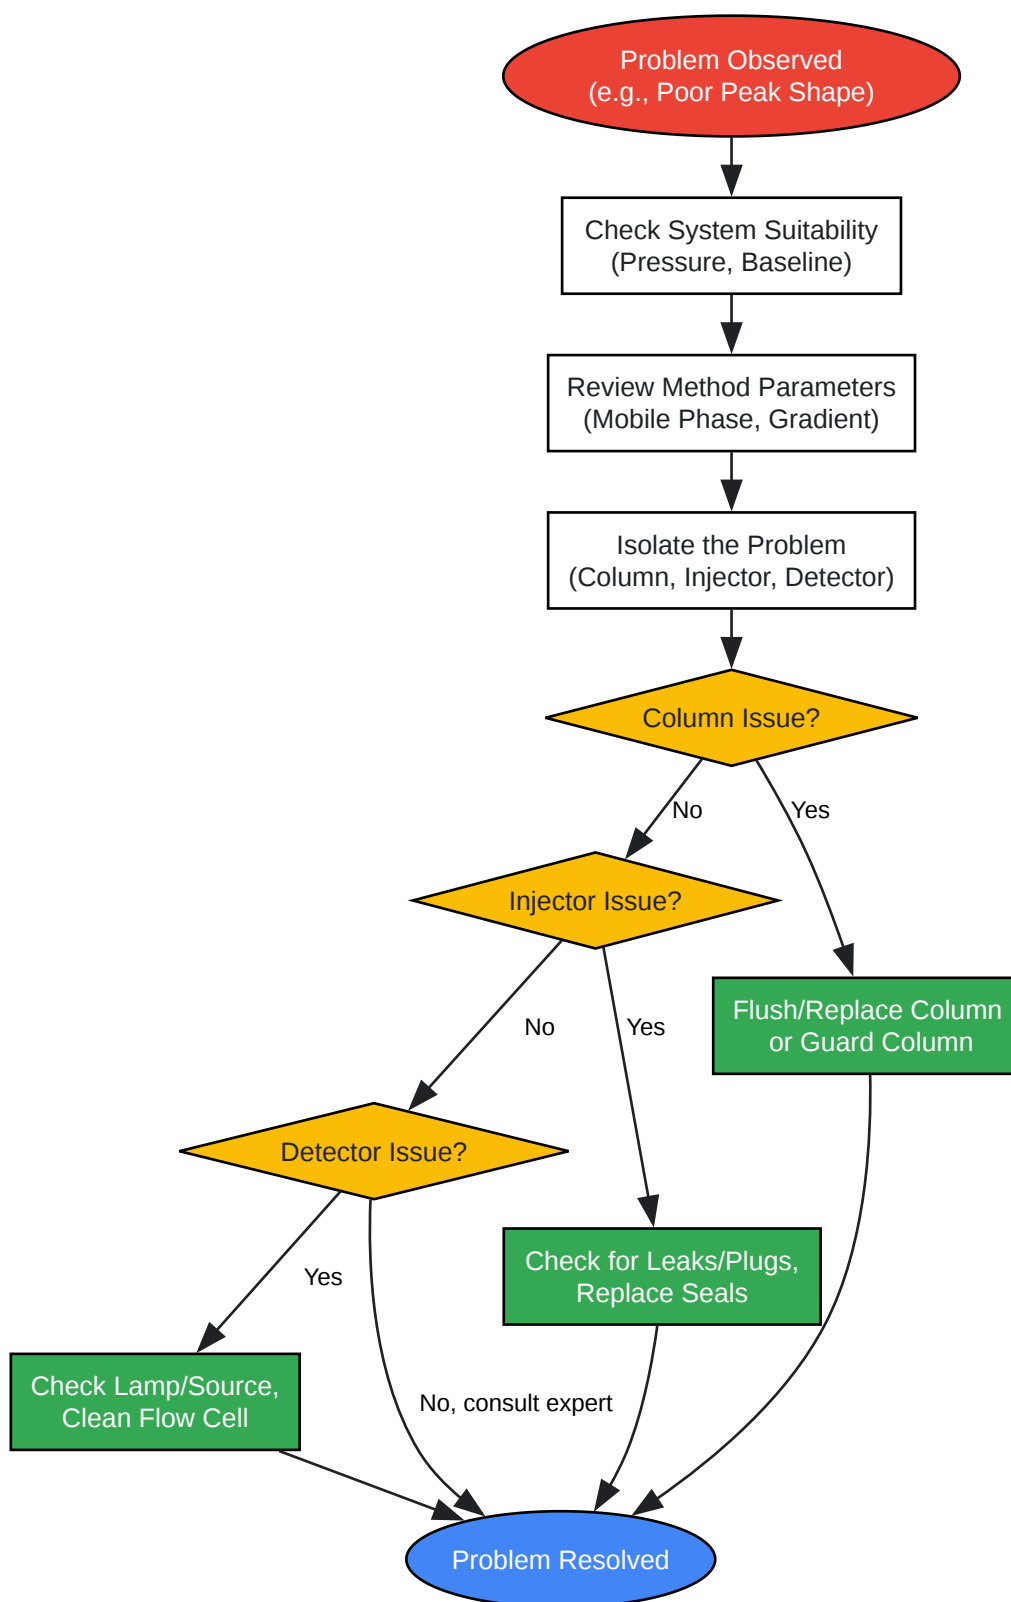 Problem Observed
(e.g., Poor Peak Shape)
Check System Suitability
(Pressure, Baseline)
Review Method Parameters
(Mobile Phase, Gradient)
Isolate the Problem
(Column, Injector, Detector)
Column Issue?
No
Yes
Injector Issue?
Flush/Replace Column
or Guard Column
No
Yes
Detector Issue?
Check for Leaks/Plugs,
Replace Seals
Yes
Check Lamp/Source,
Clean Flow Cell
No, consult expert
Problem Resolved